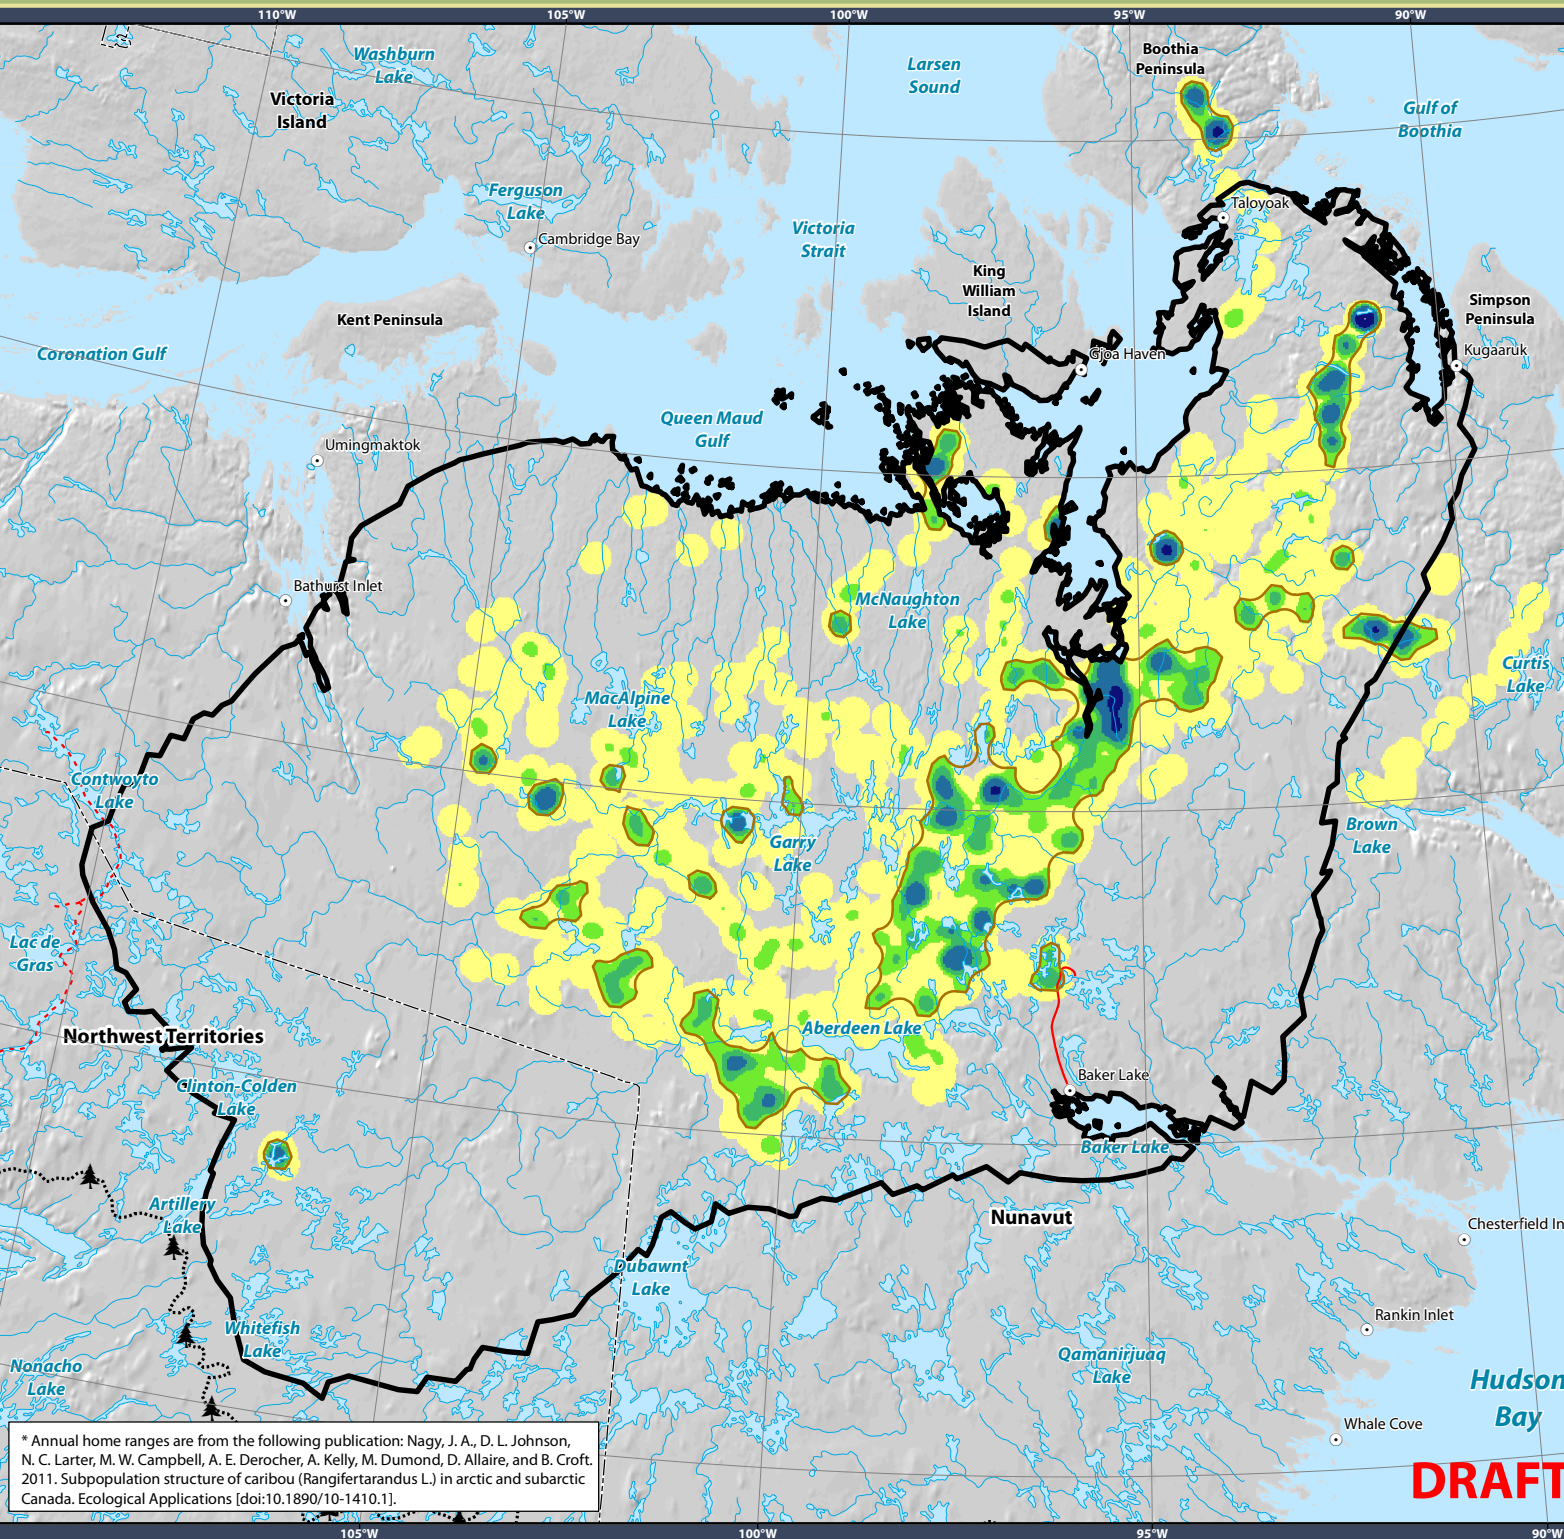 110°W
105°W
100°W
95°W
90°W
Washburn
Lake
Larsen
Sound
Boothia
Peninsula
Victoria
Island
Gulf of
Boothia
Ferguson
Lake
Taloyoak
Cambridge Bay
Victoria
Strait
King
William
Island
Simpson
Peninsula
Kent Peninsula
Coronation Gulf
Gjoa Haven
Kugaaruk
Queen Maud
Gulf
Umingmaktok
Bathurst Inlet
McNaughton
Lake
Curtis
Lake
MacAlpine
Lake
Contwoyto
Lake
Brown
Lake
Garry
Lake
Lac de
Gras
Northwest Territories
Aberdeen Lake
Clinton-Colden
Lake
Baker Lake
Baker Lake
Artillery
Lake
Nunavut
Chesterfield In
Dubawnt
Lake
Rankin Inlet
Whitefish
Lake
Nonacho
Lake
Qamanirjuaq
Lake
Hudson
Bay
Whale Cove
* Annual home ranges are from the following publication: Nagy, J. A., D. L. Johnson,
N. C. Larter, M. W. Campbell, A. E. Derocher, A. Kelly, M. Dumond, D. Allaire, and B. Croft.
2011. Subpopulation structure of caribou (Rangifertarandus L.) in arctic and subarctic
Canada. Ecological Applications [doi:10.1890/10-1410.1].
DRAFT
105°W
100°W
95°W
90°W